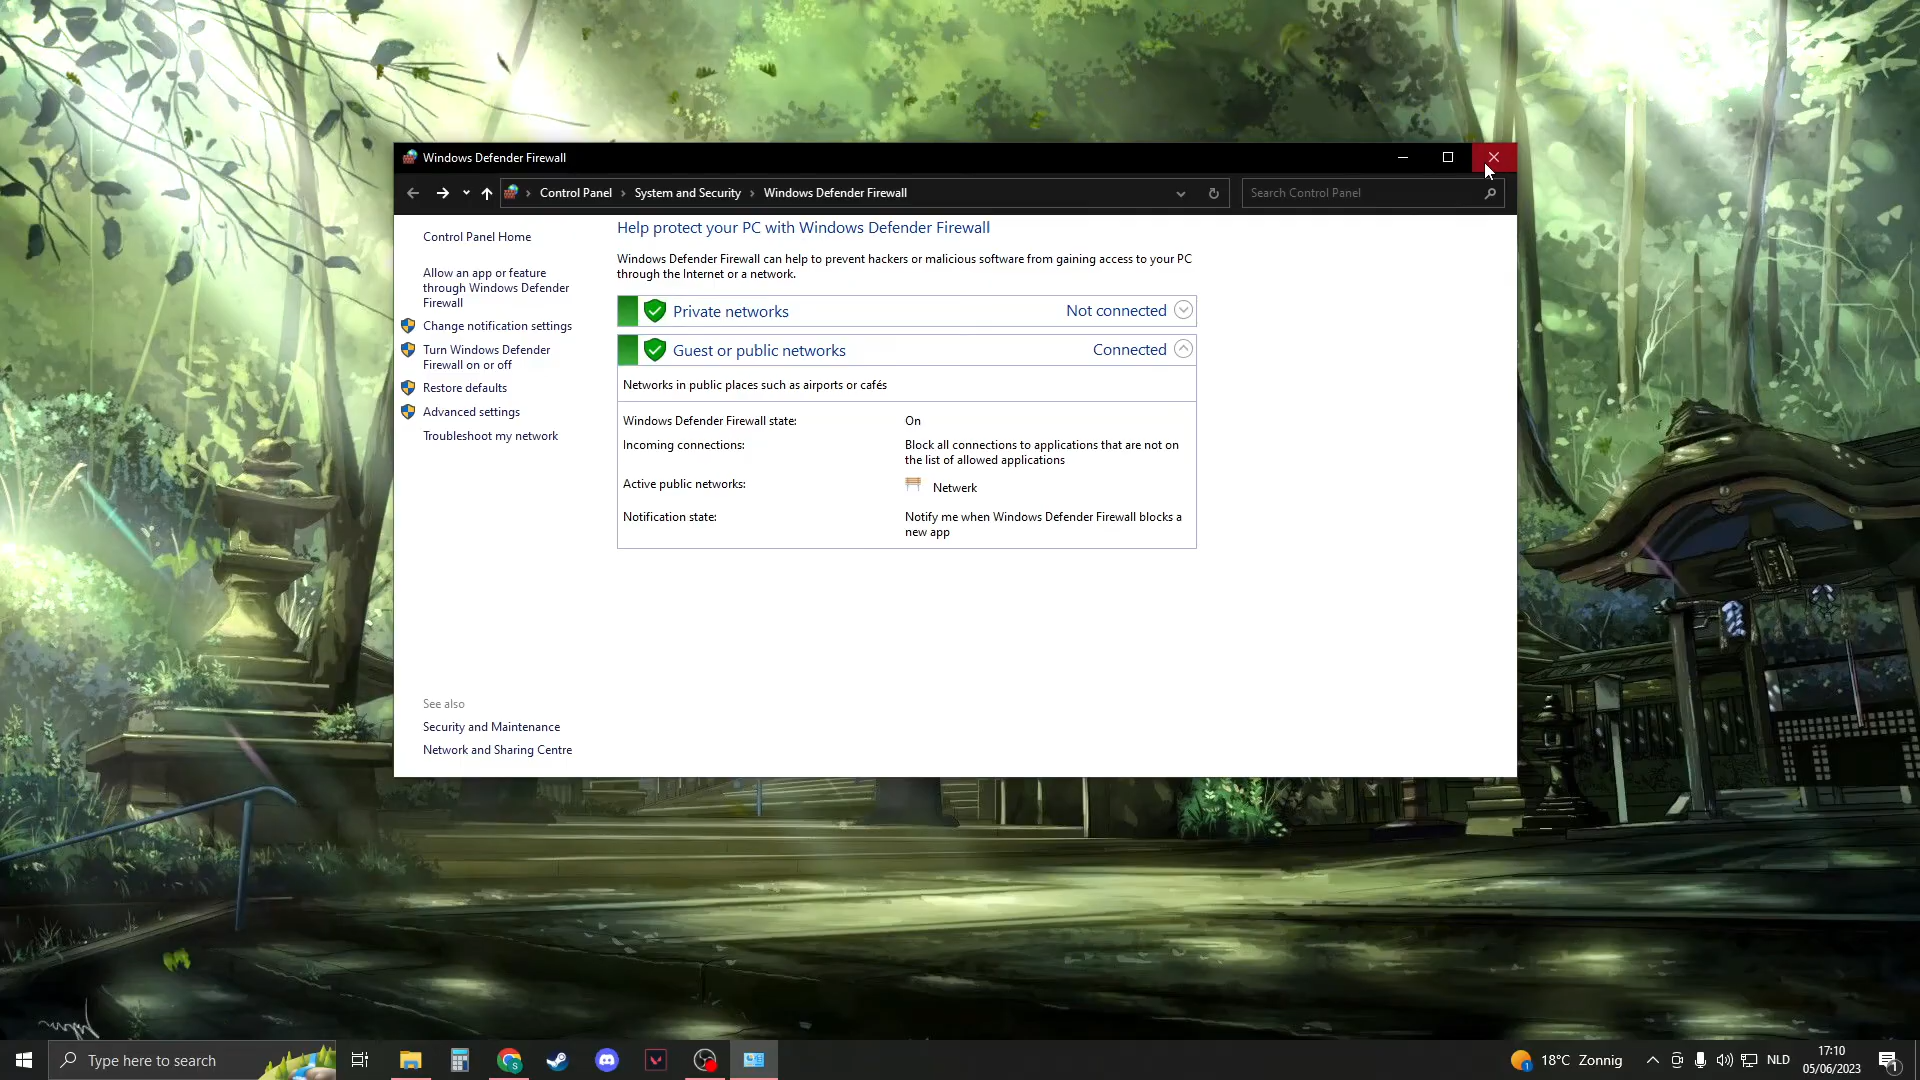 Windows Defender Firewall
Control Panel
System and Security
Windows Defender Firewall
Search Control Panel
Control Panel Home
Allow an app or feature
through Windows Defender
Firewall
Change notification settings
Turn Windows Defender
Firewall on or off
Restore defaults
Advanced settings
Troubleshoot my network
See also
Security and Maintenance
Network and Sharing Centre
Help protect your PC with Windows Defender Firewall
Windows Defender Firewall can help to prevent hackers or malicious software from gaining access to your PC
through the Internet or a network.
Private networks
Not connected
Guest or public networks
Connected
Networks in public places such as airports or cafés
Windows Defender Firewall state:
On
Incoming connections:
Block all connections to applications that are not on
the list of allowed applications
Active public networks:
Netwerk
Notification state:
Notify me when Windows Defender Firewall blocks a
new app
Type here to search
1
18°C Zonnig
NLD
17:10
05/06/2023
1